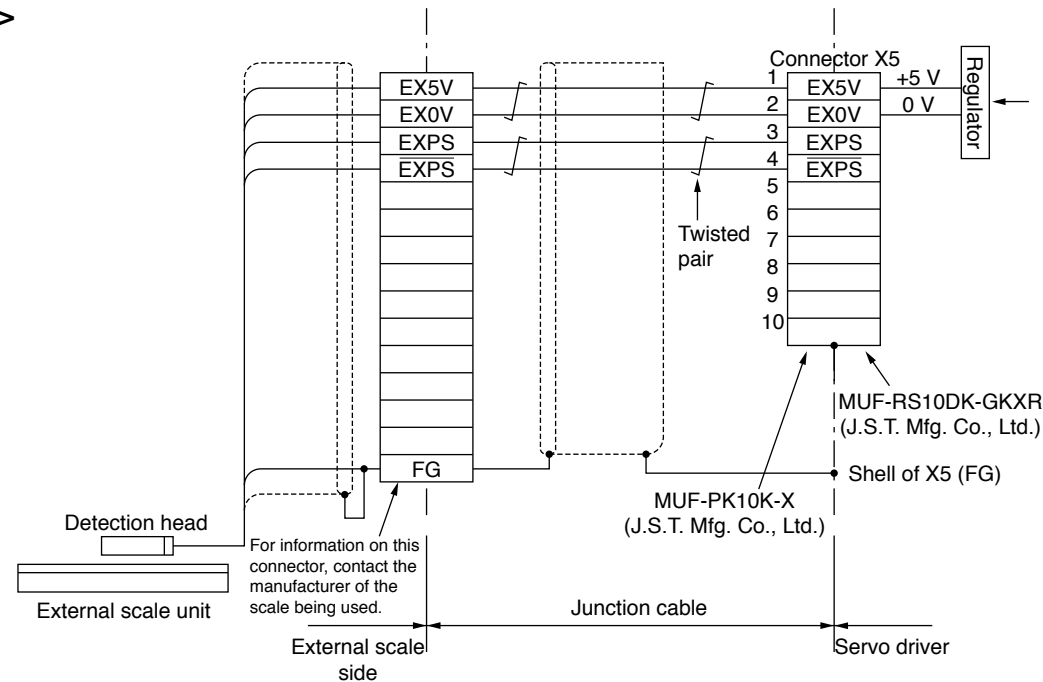 >
Connector X5
EX5V
EX0V
EXPS
E̅X̅P̅S̅
FG
1
2
3
4
5
6
7
8
9
10
EX5V
EX0V
EXPS
E̅X̅P̅S̅
+5 V
0 V
Regulator
Twisted
pair
MUF-RS10DK-GKXR
(J.S.T. Mfg. Co., Ltd.)
Shell of X5 (FG)
MUF-PK10K-X
(J.S.T. Mfg. Co., Ltd.)
Detection head
External scale unit
For information on this
connector, contact the
manufacturer of the
scale being used.
Junction cable
External scale
side
Servo driver